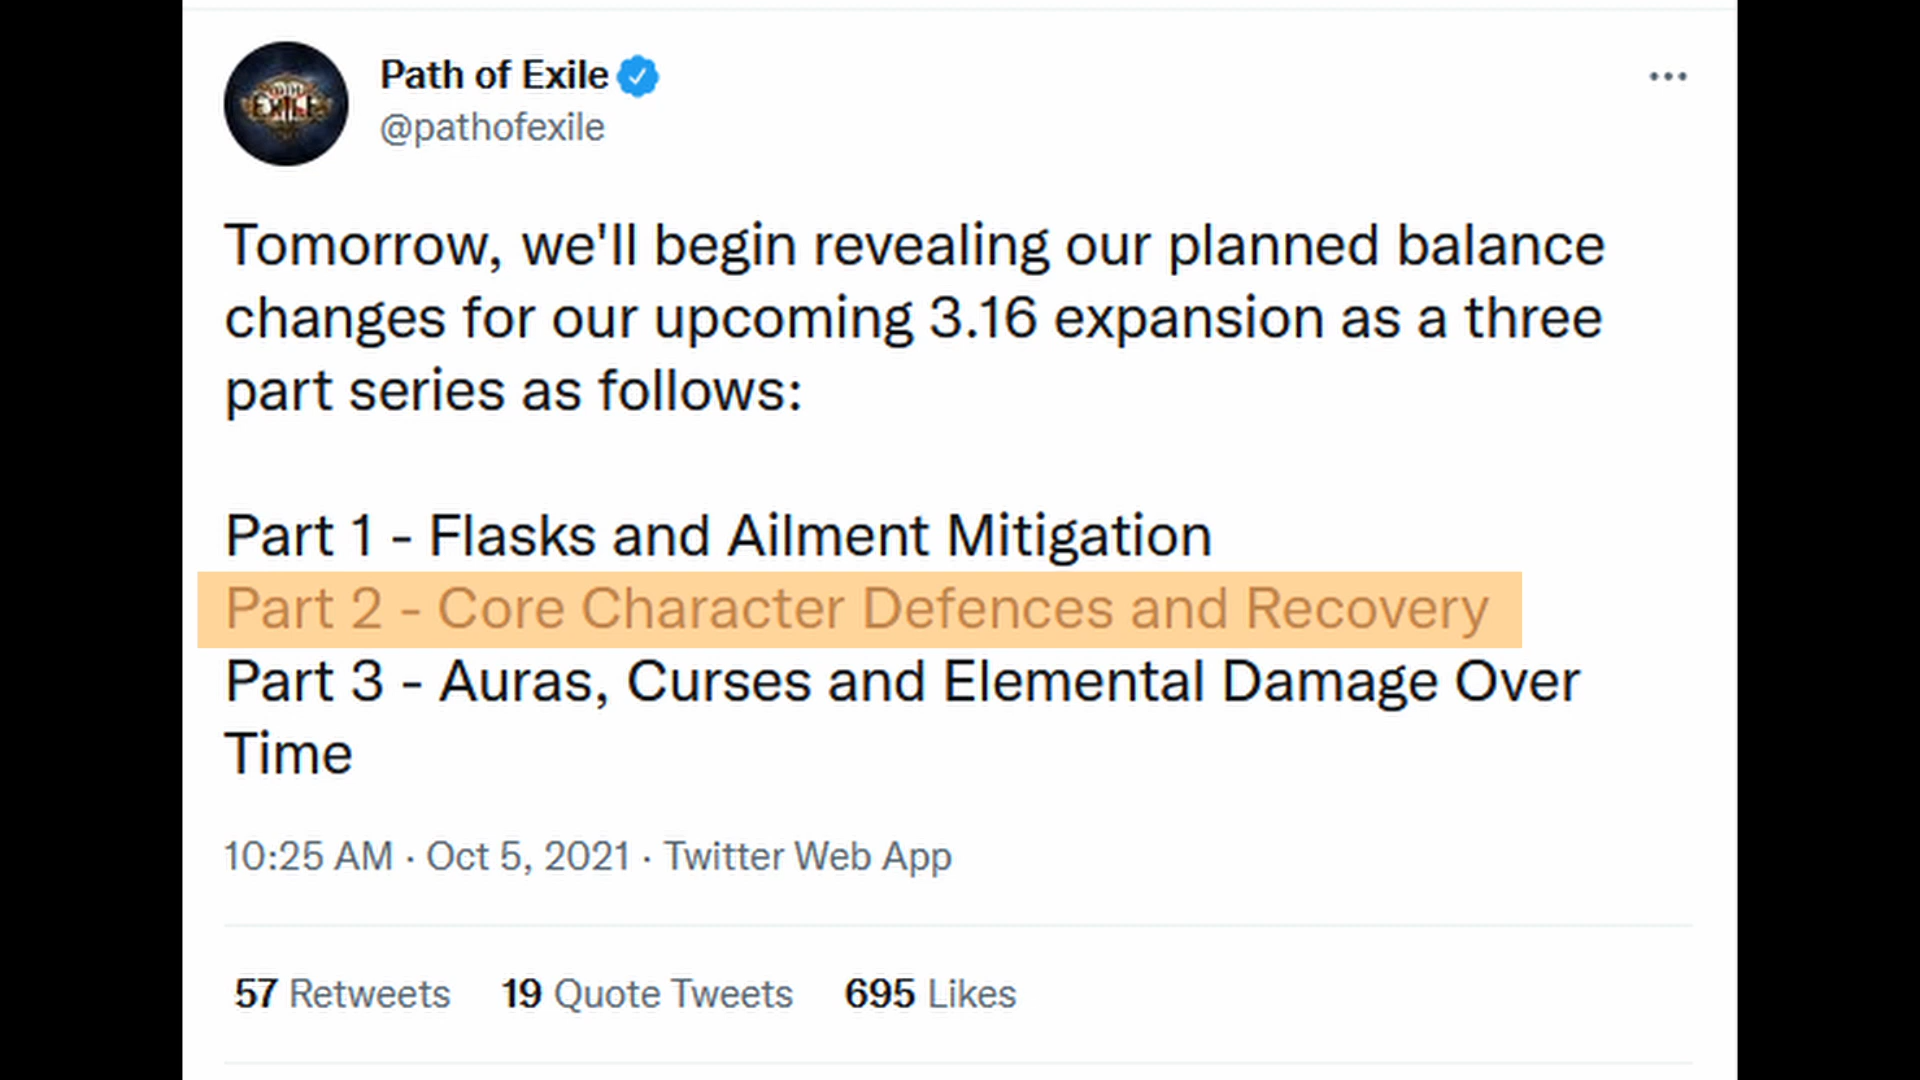 Path of Exile
@pathofexile
Tomorrow, we'll begin revealing our planned balance
changes for our upcoming 3.16 expansion as a three
part series as follows:
Part 1 - Flasks and Ailment Mitigation
Part 2 - Core Character Defences and Recovery
Part 3 - Auras, Curses and Elemental Damage Over
Time
10:25 AM · Oct 5, 2021 · Twitter Web App
57 Retweets 19 Quote Tweets 695 Likes